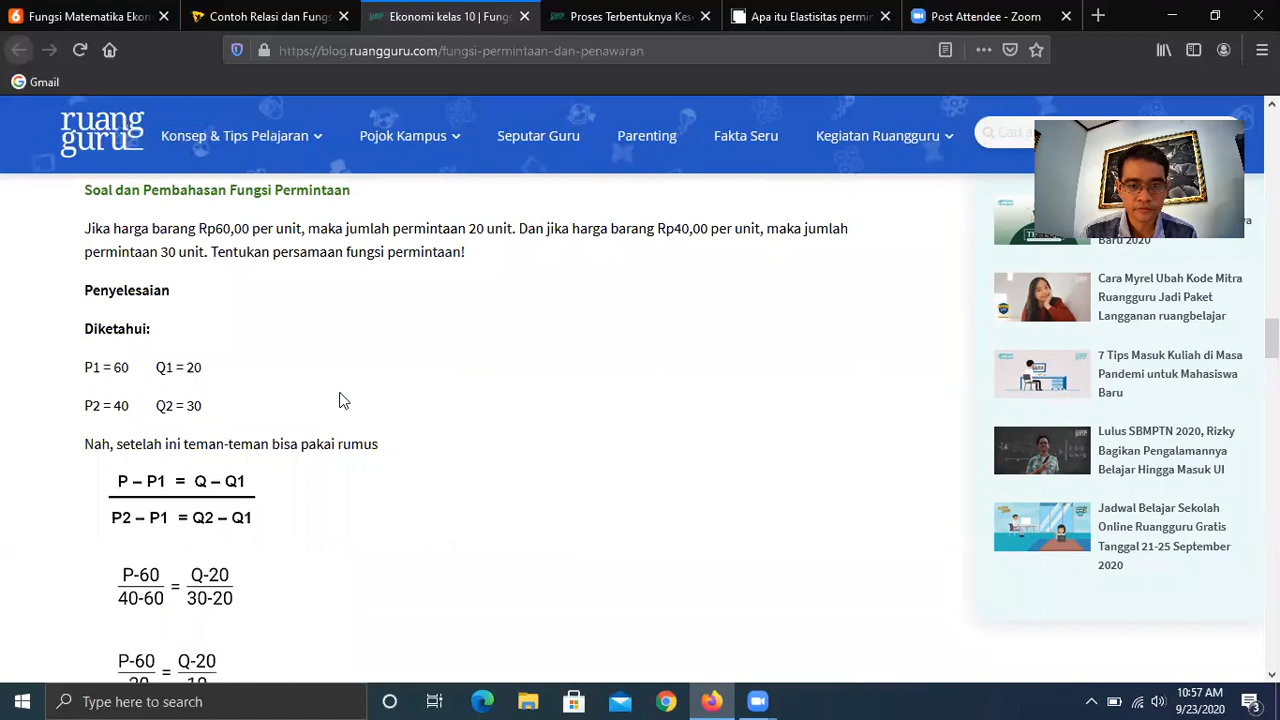 Fungsi Matematika Ekon
Contoh Relasi dan Fung
Ekonomi kelas 10 | Fungs
Proses Terbentuknya Kes
Apa itu Elastisitas permin
Post Attendee - Zoom
https://blog.ruangguru.com/fungsi-permintaan-dan-penawaran
Gmail
ruang
guru
Konsep & Tips Pelajaran
Pojok Kampus
Seputar Guru
Parenting
Fakta Seru
Kegiatan Ruangguru
Cari a
Soal dan Pembahasan Fungsi Permintaan
Jika harga barang Rp60,00 per unit, maka jumlah permintaan 20 unit. Dan jika harga barang Rp40,00 per unit, maka jumlah
permintaan 30 unit. Tentukan persamaan fungsi permintaan!
Penyelesaian
Diketahui:
P1 = 60 Q1 = 20
P2 = 40 Q2 = 30
Nah, setelah ini teman-teman bisa pakai rumus
P – P1 = Q – Q1
P2 – P1 = Q2 – Q1
P-60 = Q-20
40-60 30-20
P-60 = Q-20
Baru 2020
Cara Myrel Ubah Kode Mitra
Ruangguru Jadi Paket
Langganan ruangbelajar
7 Tips Masuk Kuliah di Masa
Pandemi untuk Mahasiswa
Baru
Lulus SBMPTN 2020, Rizky
Bagikan Pengalamannya
Belajar Hingga Masuk UI
Jadwal Belajar Sekolah
Online Ruangguru Gratis
Tanggal 21-25 September
2020
Type here to search
10:57 AM
9/23/2020
3